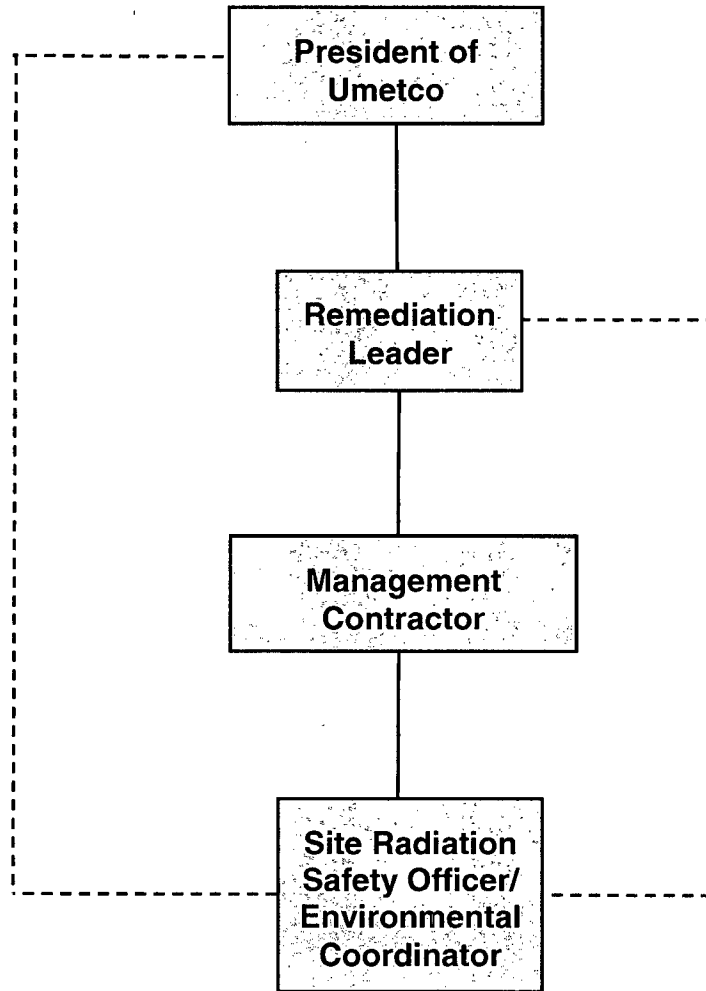 President of
Umetco
Remediation
Leader
Management
Contractor
Site Radiation
Safety Officer/
Environmental
Coordinator